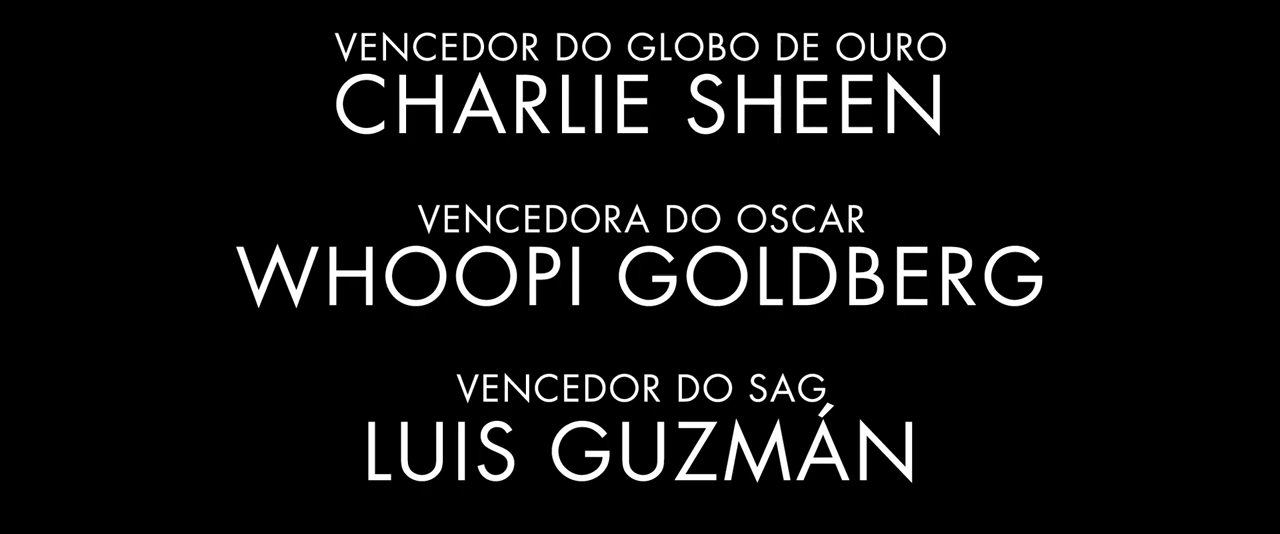 VENCEDOR DO GLOBO DE OURO
CHARLIE SHEEN
VENCEDORA DO OSCAR
WHOOPI GOLDBERG
VENCEDOR DO SAG
LUIS GUZMÁN